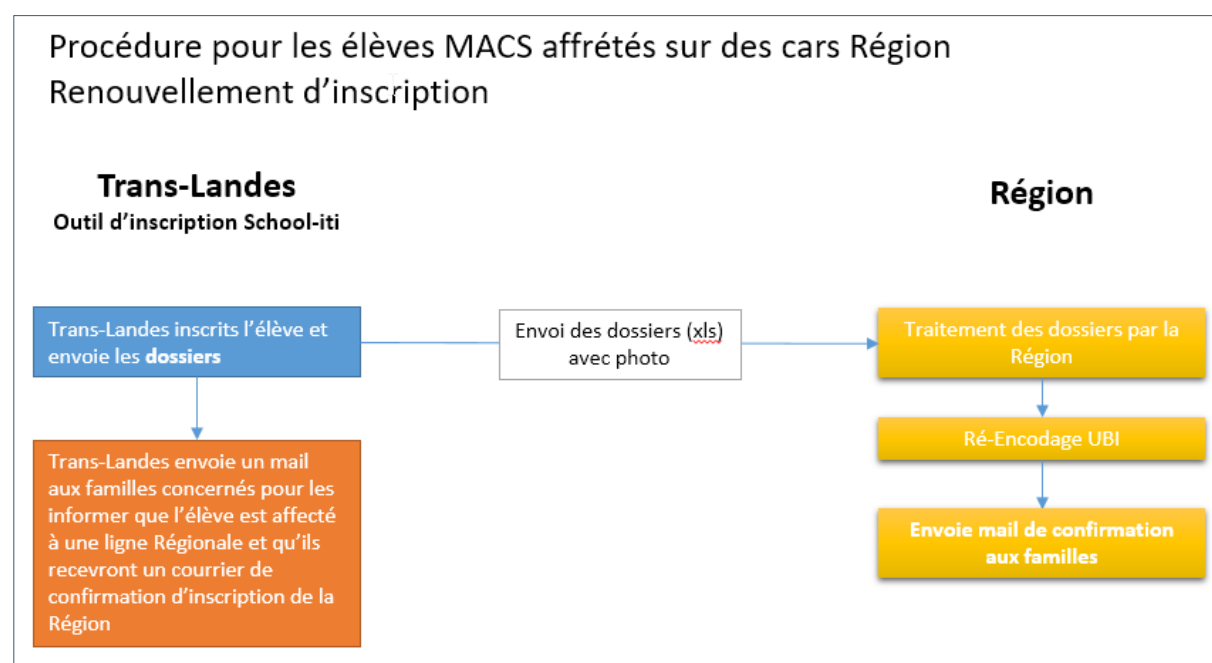 Procédure pour les élèves MACS affrétés sur des cars Région
Renouvellement d'inscription
Trans-Landes
Outil d'inscription School-iti
Région
Trans-Landes inscrits l'élève et
envoie les dossiers
Envoi des dossiers (xls)
avec photo
Traitement des dossiers par la
Région
Trans-Landes envoie un mail
aux familles concernés pour les
informer que l'élève est affecté
à une ligne Régionale et qu'ils
recevront un courrier de
confirmation d'inscription de la
Région
Ré-Encodage UBI
Envoie mail de confirmation
aux familles